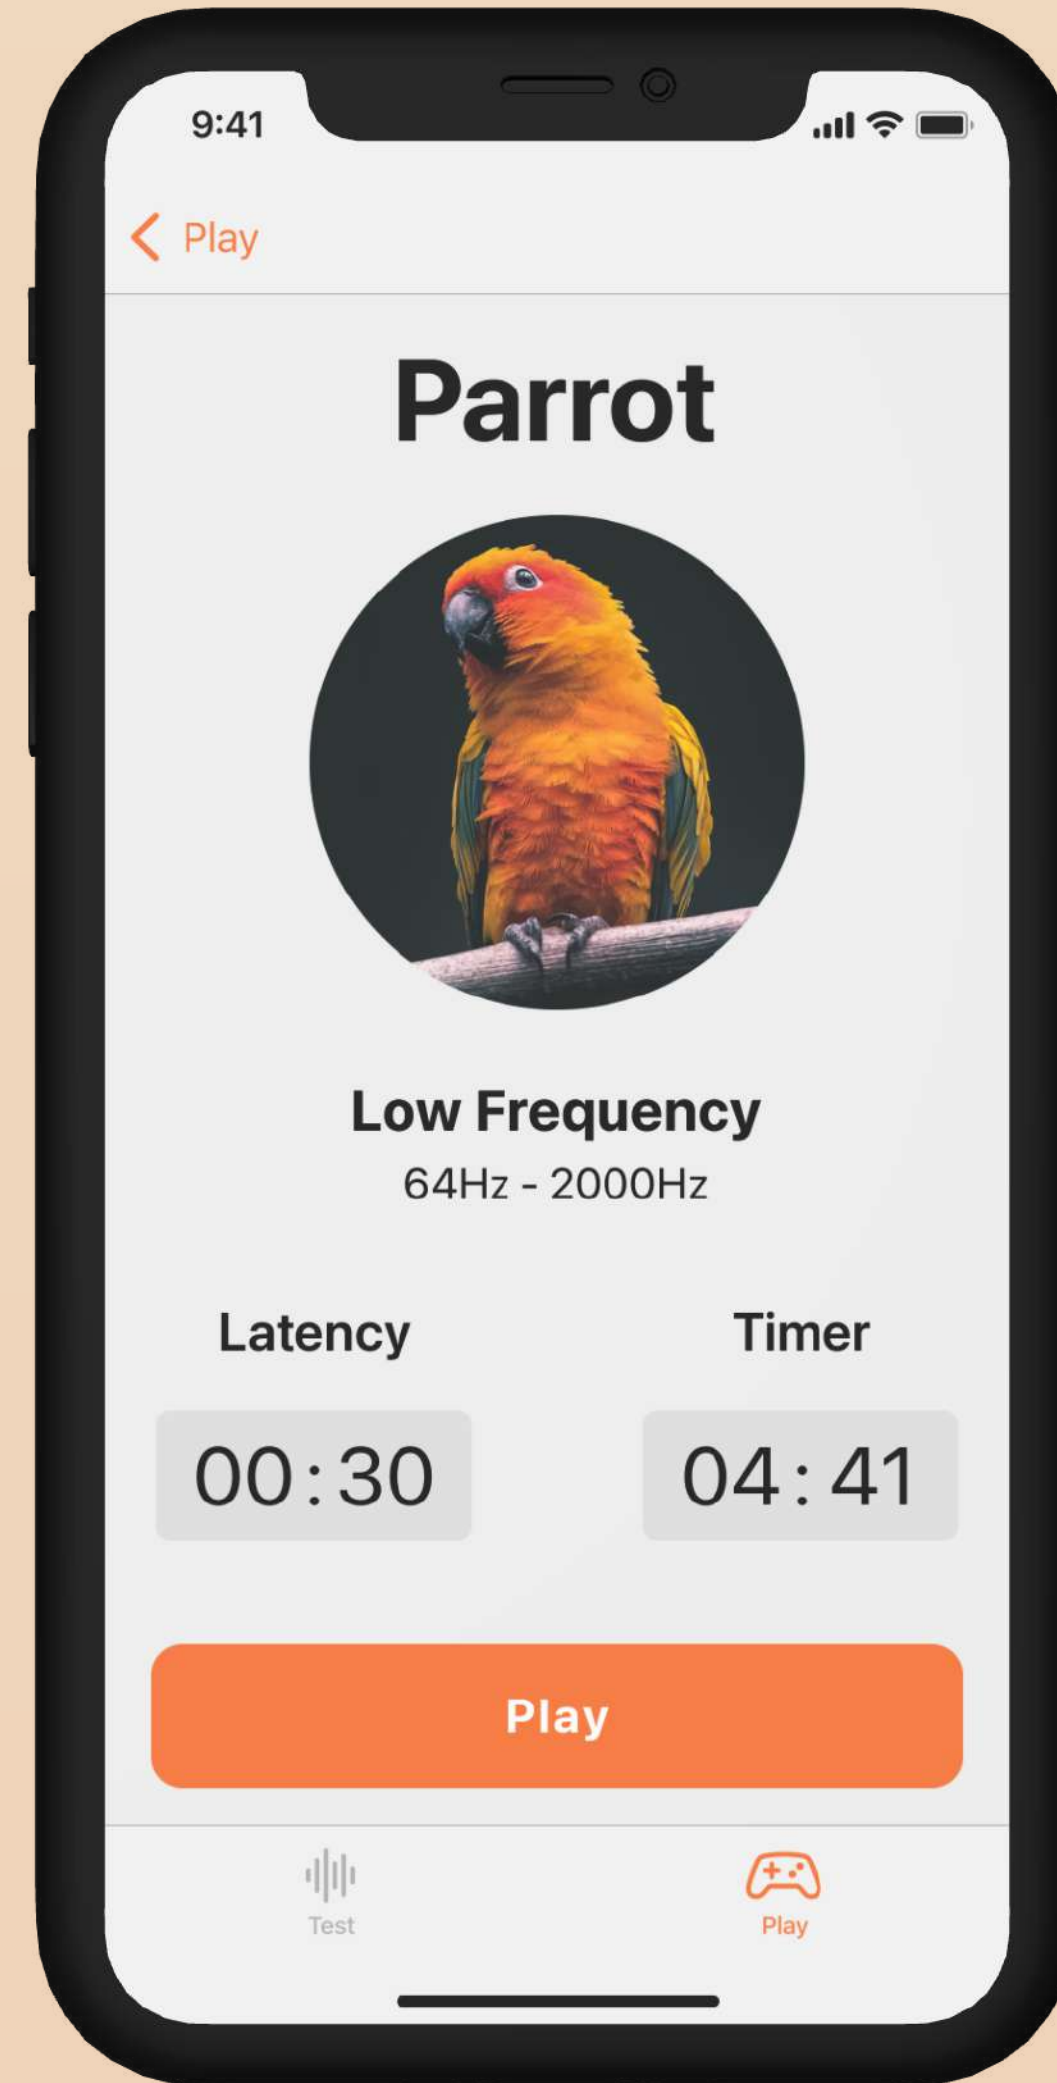 9:41
Play
Parrot
Low Frequency
64Hz - 2000Hz
Latency Timer
00:30 04:41
Play
Test Play